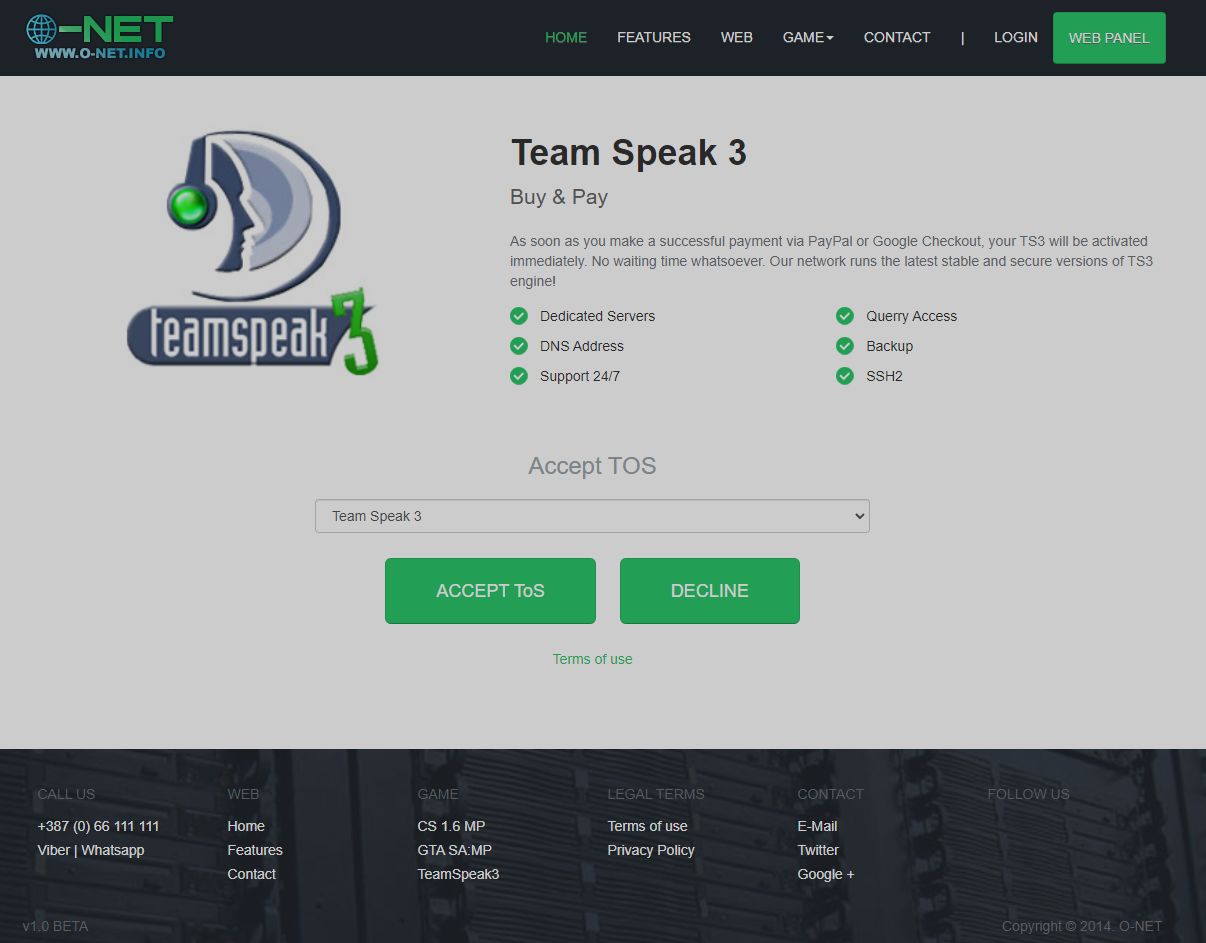 O-NET
WWW.O-NET.INFO
HOME FEATURES WEB GAME CONTACT | LOGIN WEB PANEL
teamspeak 3
Team Speak 3
Buy & Pay
As soon as you make a successful payment via PayPal or Google Checkout, your TS3 will be activated
immediately. No waiting time whatsoever. Our network runs the latest stable and secure versions of TS3
engine!
Dedicated Servers Querry Access
DNS Address Backup
Support 24/7 SSH2
Accept TOS
Team Speak 3
ACCEPT ToS DECLINE
Terms of use
CALL US WEB GAME LEGAL TERMS CONTACT FOLLOW US
+387 (0) 66 111 111 Home CS 1.6 MP Terms of use E-Mail
Viber | Whatsapp Features GTA SA:MP Privacy Policy Twitter
Contact TeamSpeak3 Google +
v1.0 BETA Copyright © 2014. O-NET